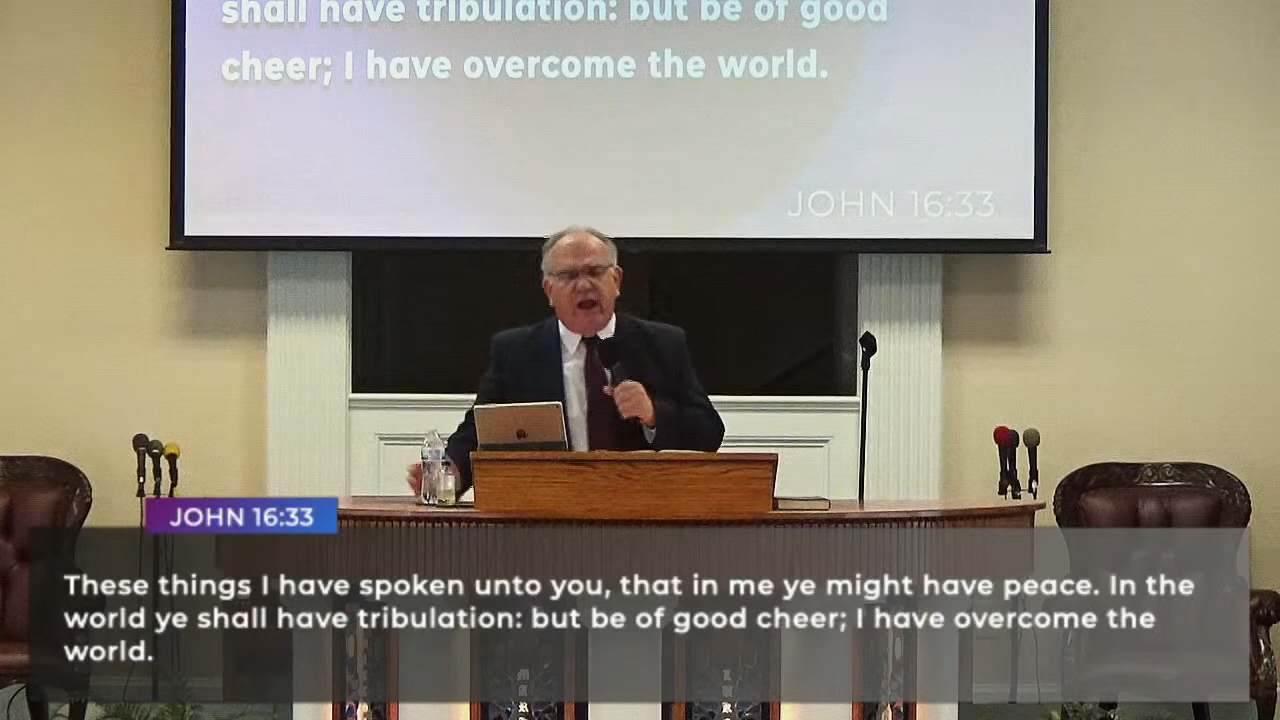 shall have tribulation: but be of good
cheer; I have overcome the world.
JOHN 16:33
JOHN 16:33
These things I have spoken unto you, that in me ye might have peace. In the
world ye shall have tribulation: but be of good cheer; I have overcome the
world.